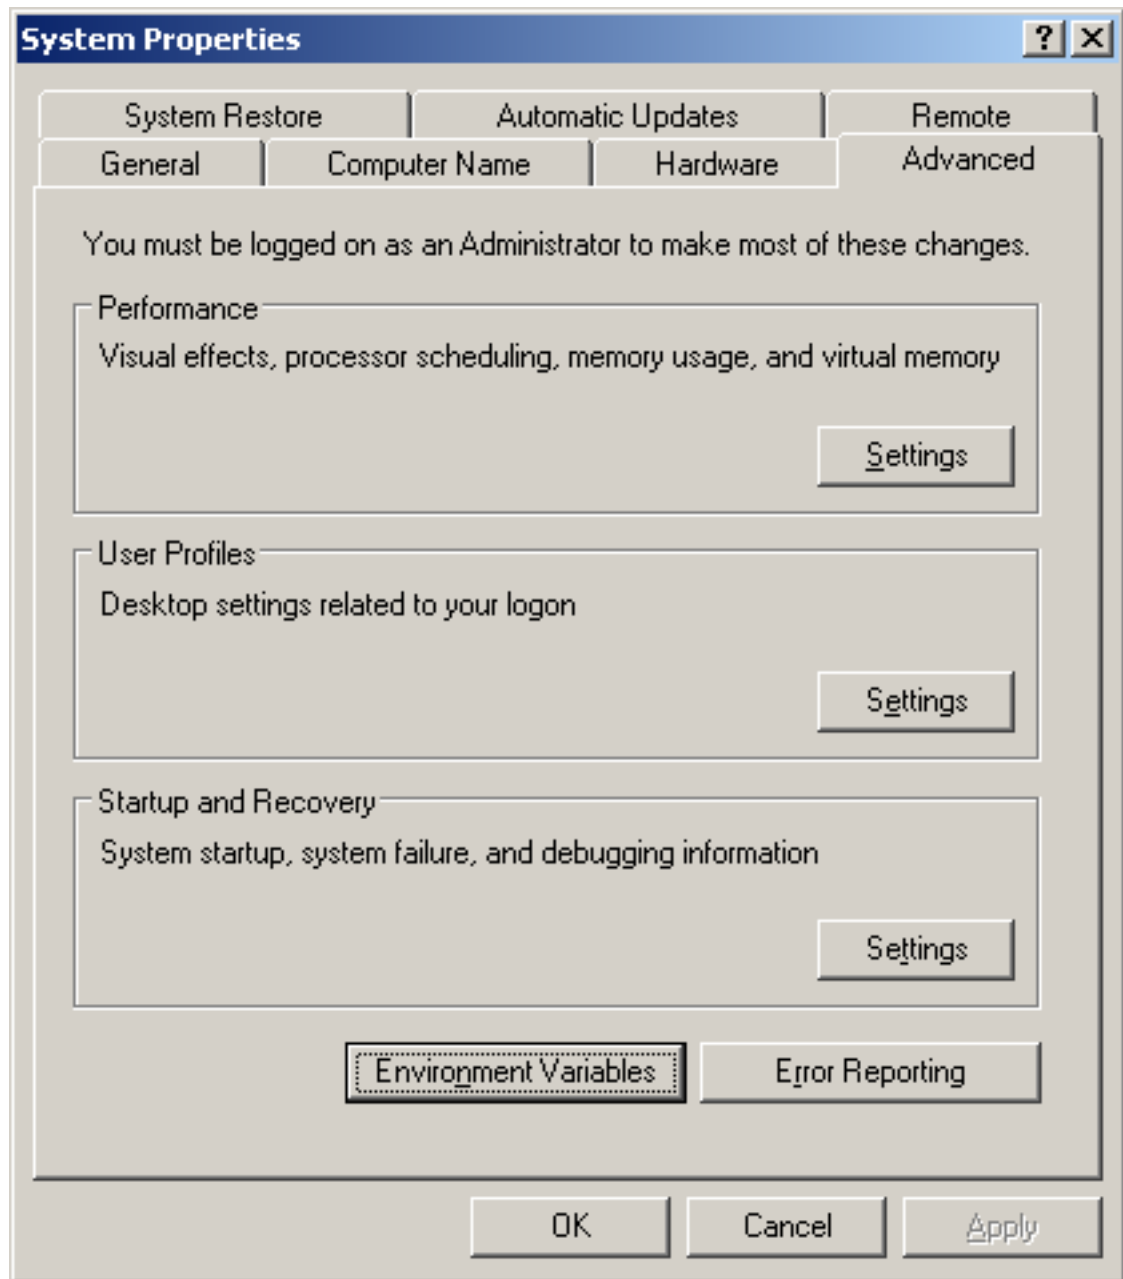 System Properties
System Restore Automatic Updates Remote
General Computer Name Hardware Advanced
You must be logged on as an Administrator to make most of these changes.
Performance
Visual effects, processor scheduling, memory usage, and virtual memory
Settings
User Profiles
Desktop settings related to your logon
Settings
Startup and Recovery
System startup, system failure, and debugging information
Settings
Environment Variables Error Reporting
OK Cancel Apply